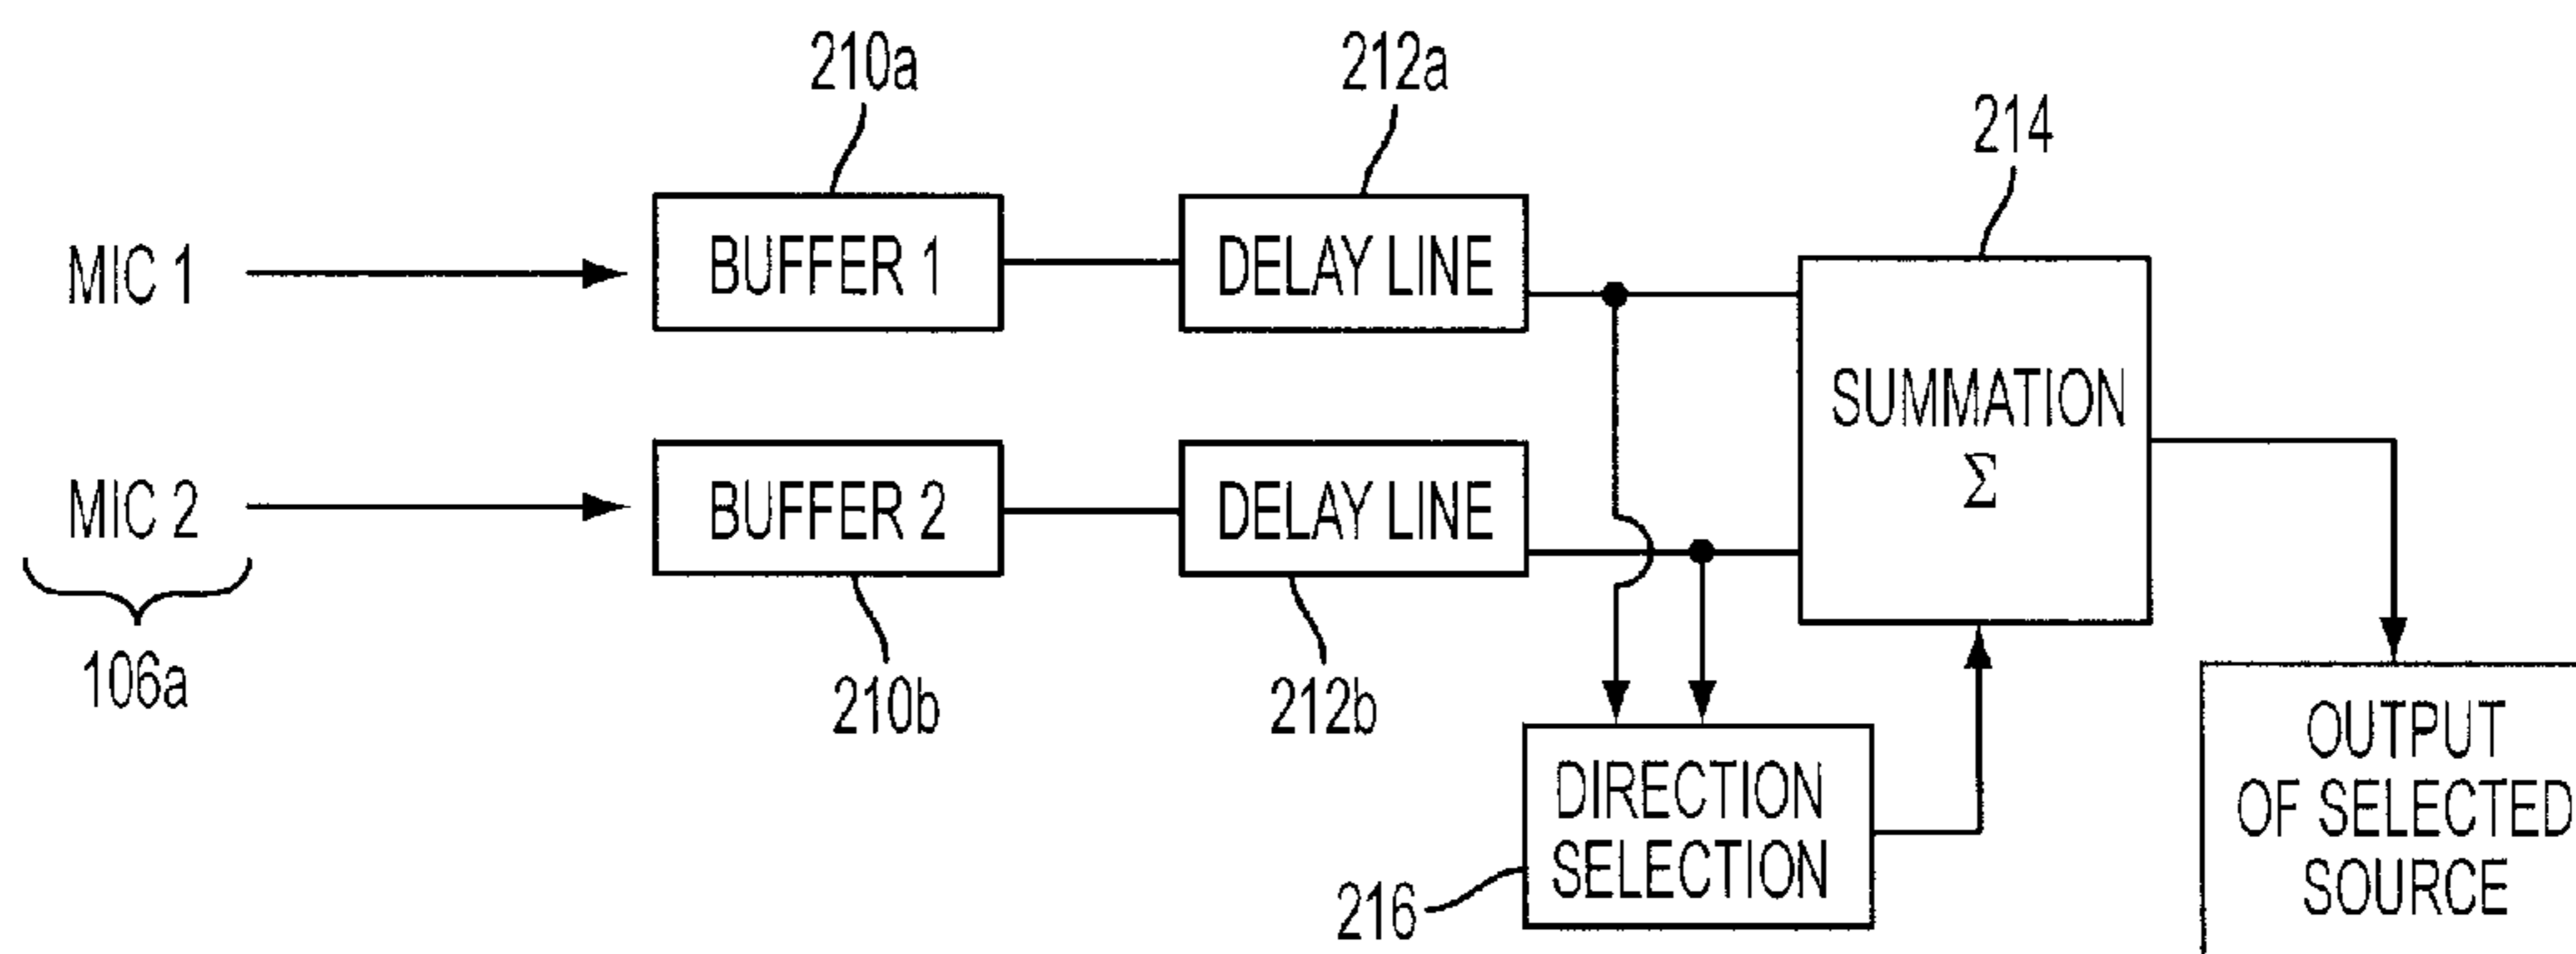 210a
212a
214
MIC 1
BUFFER 1
DELAY LINE
SUMMATION
Σ
MIC 2
BUFFER 2
DELAY LINE
106a
210b
212b
DIRECTION
SELECTION
216
OUTPUT
OF SELECTED
SOURCE